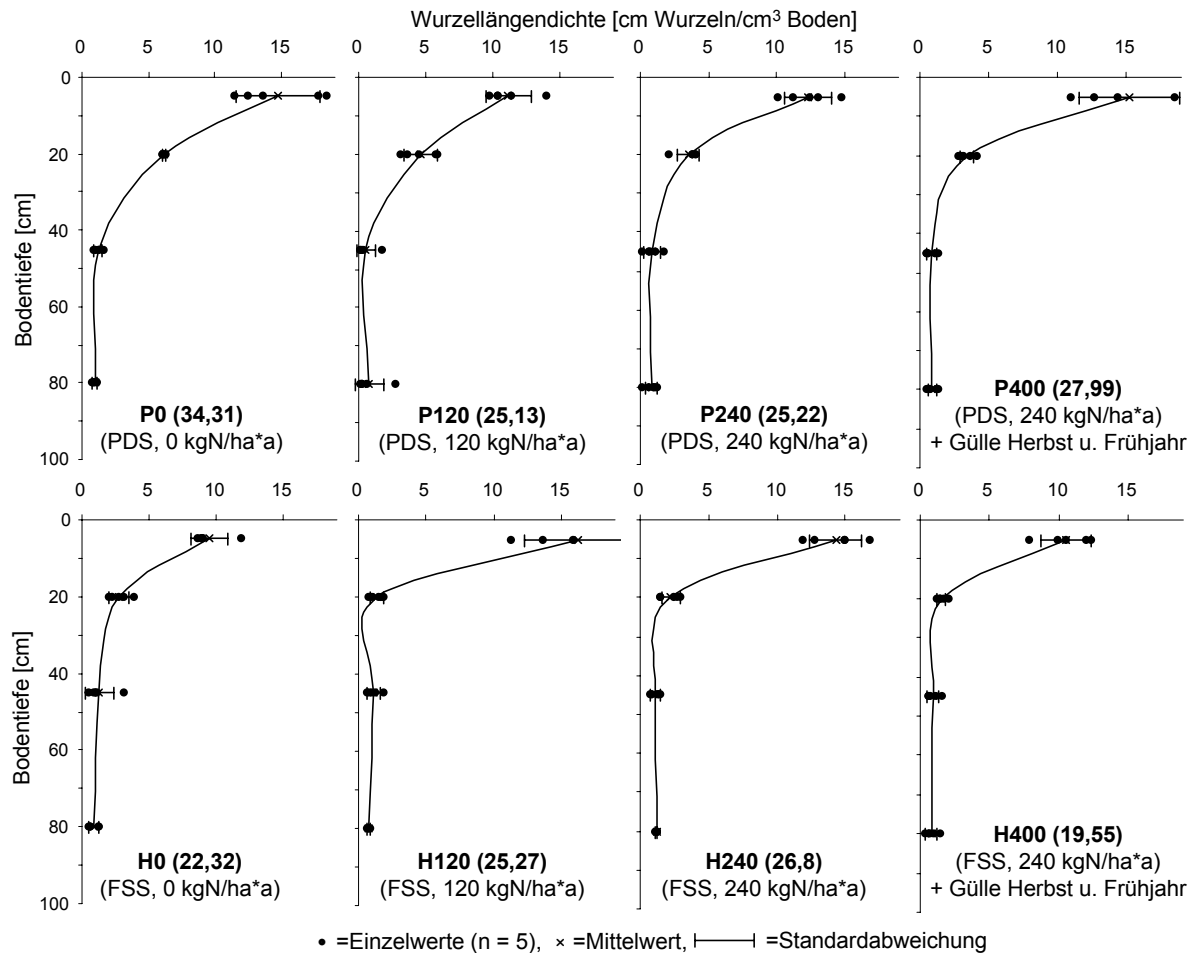 Wurzellängendichte [cm Wurzeln/cm³ Boden]
0 5 10 15 0 5 10 15 0 5 10 15 0 5 10 15
Bodentiefe [cm]
0
20
40
60
80
100
P0 (34,31)
(PDS, 0 kgN/ha*a)
P120 (25,13)
(PDS, 120 kgN/ha*a)
P240 (25,22)
(PDS, 240 kgN/ha*a)
P400 (27,99)
(PDS, 240 kgN/ha*a)
+ Gülle Herbst u. Frühjahr
0 5 10 15 0 5 10 15 0 5 10 15 0 5 10 15
Bodentiefe [cm]
0
20
40
60
80
100
H0 (22,32)
(FSS, 0 kgN/ha*a)
H120 (25,27)
(FSS, 120 kgN/ha*a)
H240 (26,8)
(FSS, 240 kgN/ha*a)
H400 (19,55)
(FSS, 240 kgN/ha*a)
+ Gülle Herbst u. Frühjahr
• =Einzelwerte (n = 5), × =Mittelwert, =Standardabweichung